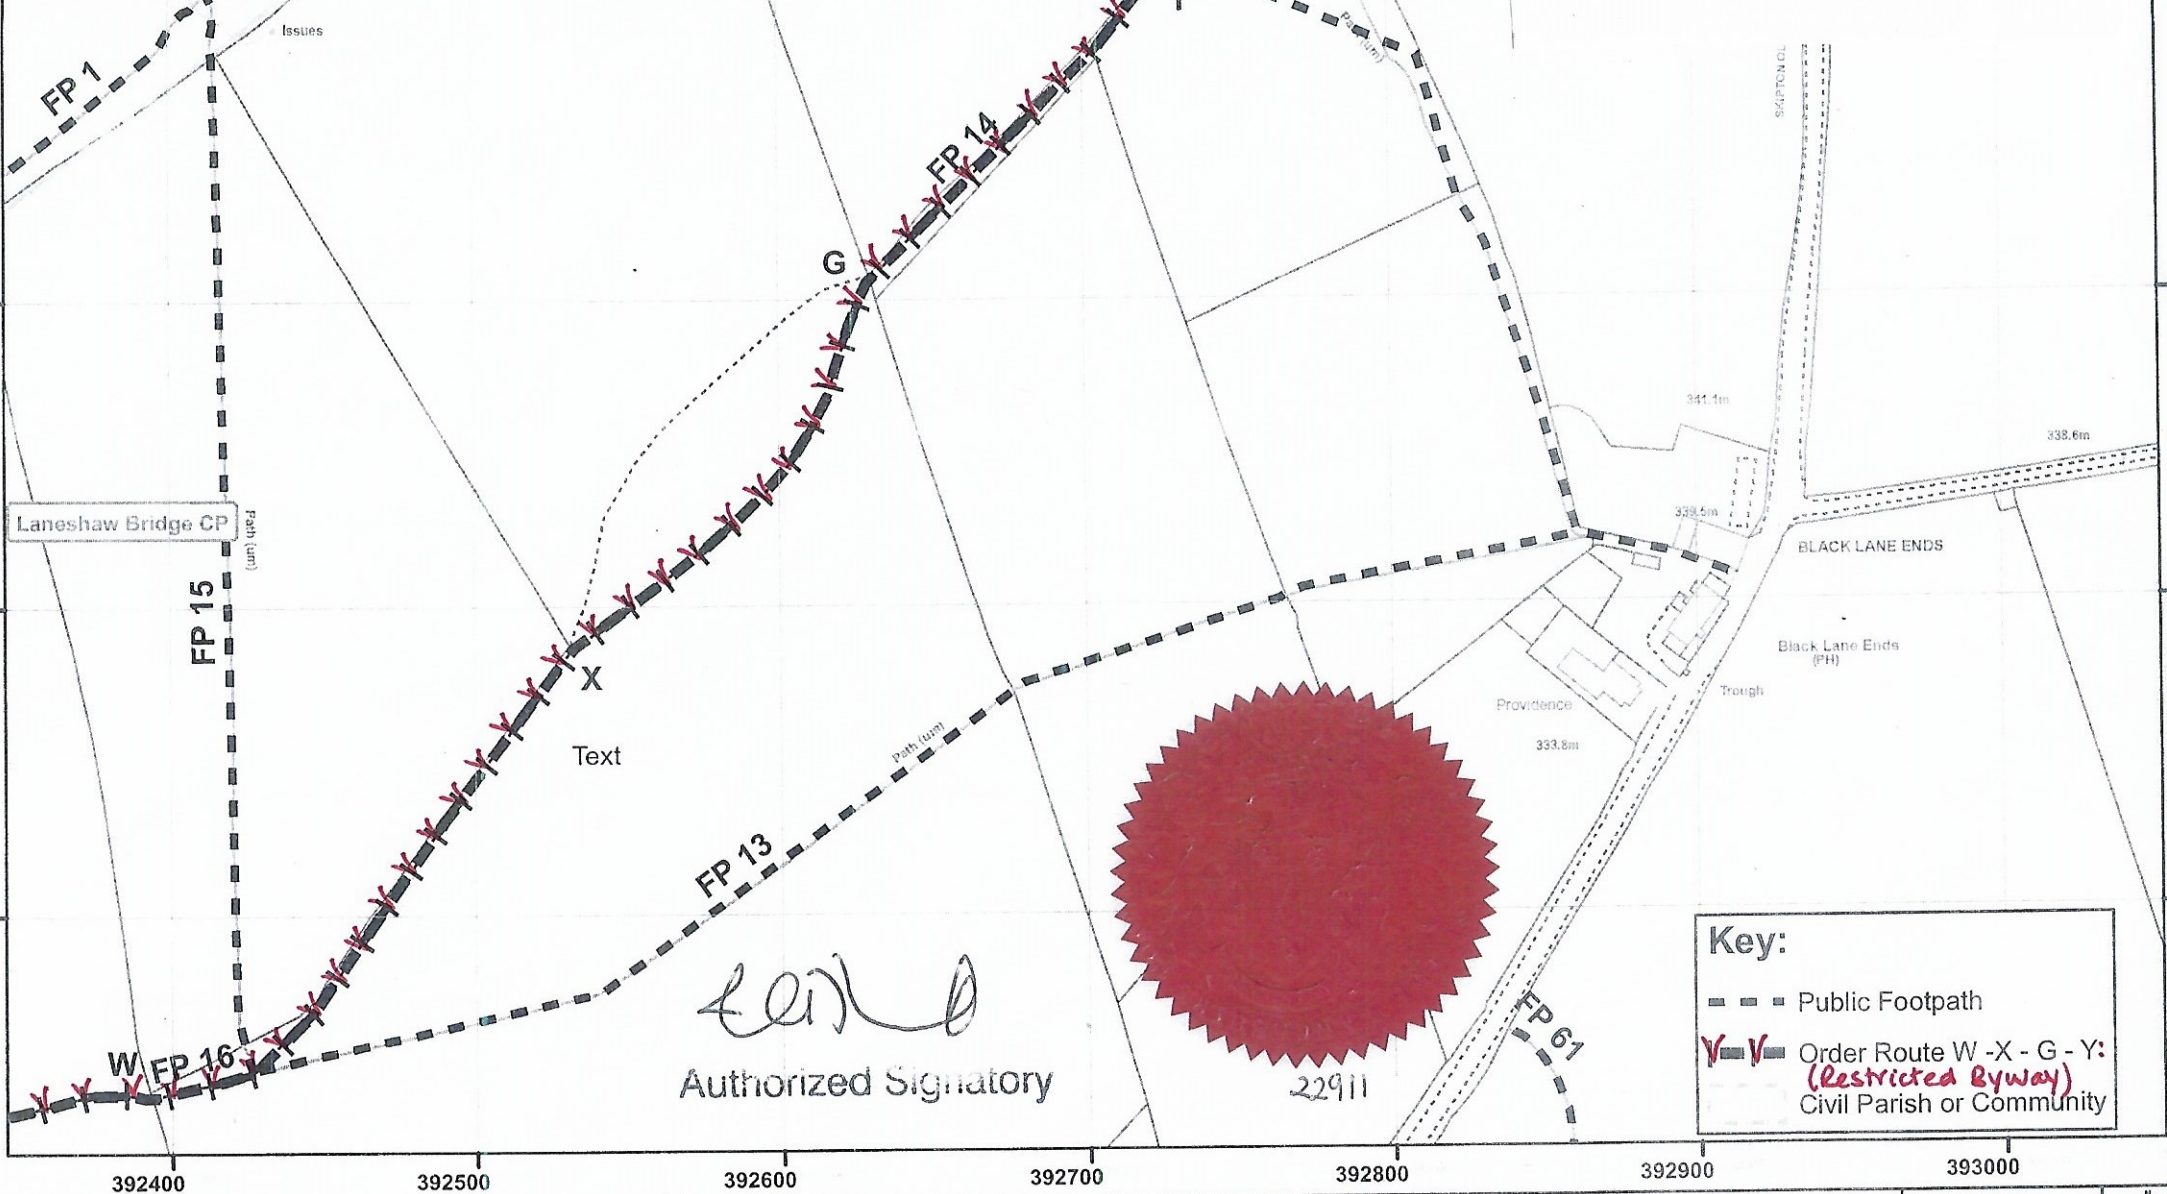 Issues
FP 1
Path (um)
SKIPTON OL
FP 14
G
341.1m
338.6m
Laneshaw Bridge CP
Path (um)
339.5m
BLACK LANE ENDS
FP 15
Black Lane Ends
(PH)
X
Trough
Providence
Text
Path (um)
333.8m
FP 13
Key:
Public Footpath
FP 61
W
FP 16
Order Route W -X - G - Y:
(Restricted Byway)
Civil Parish or Community
Authorized Signatory
22911
392400
392500
392600
392700
392800
392900
393000